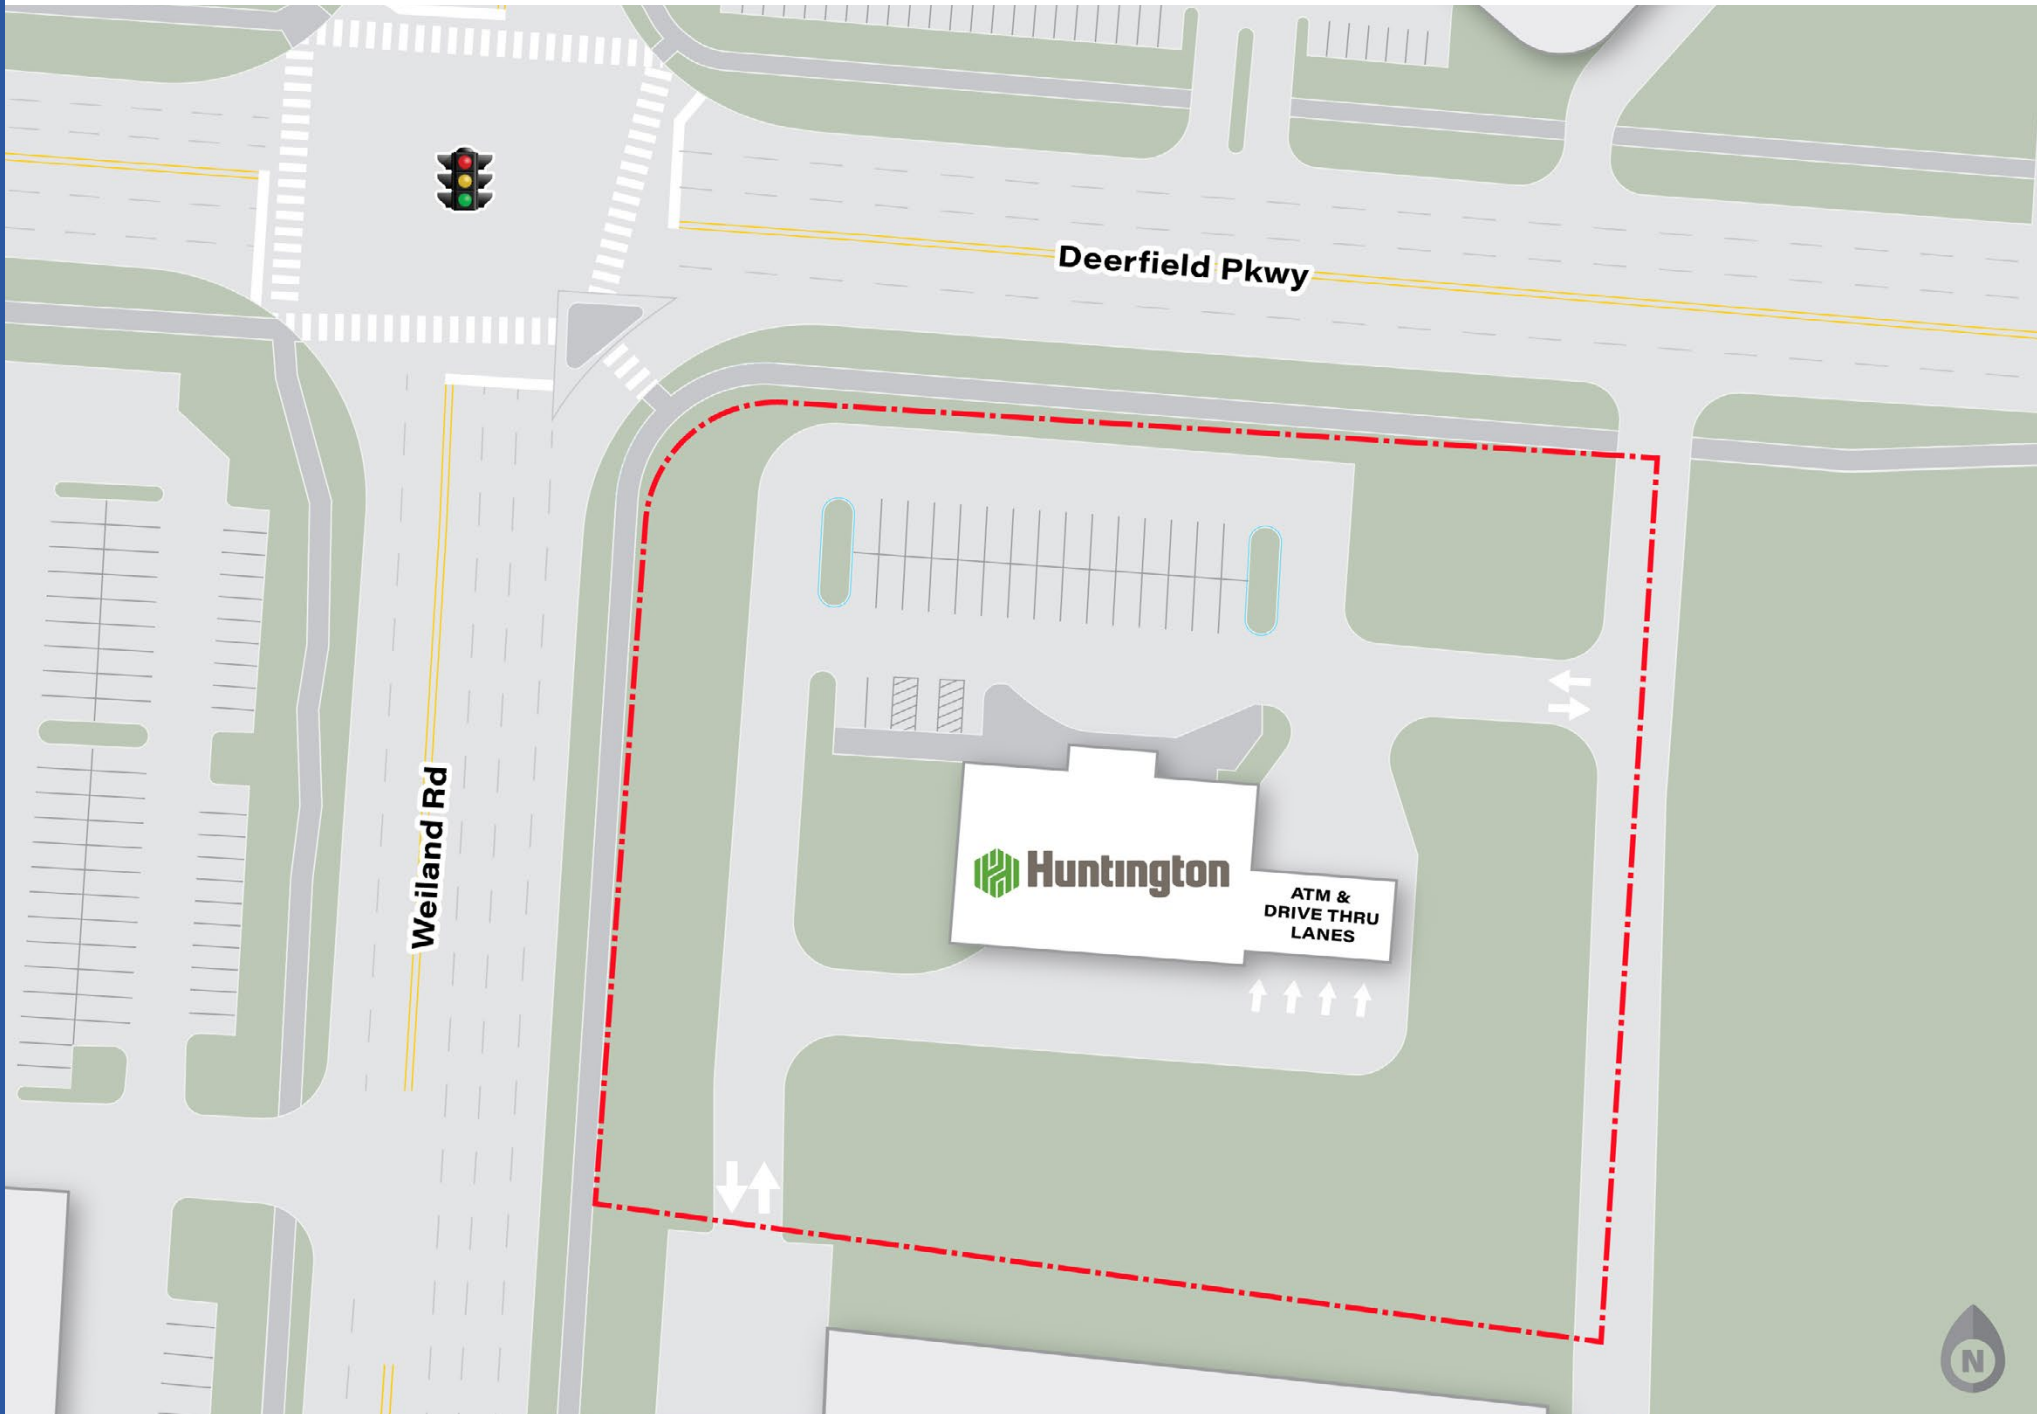 Deerfield Pkwy
Weiland Rd
Huntington
ATM &
DRIVE THRU
LANES
N